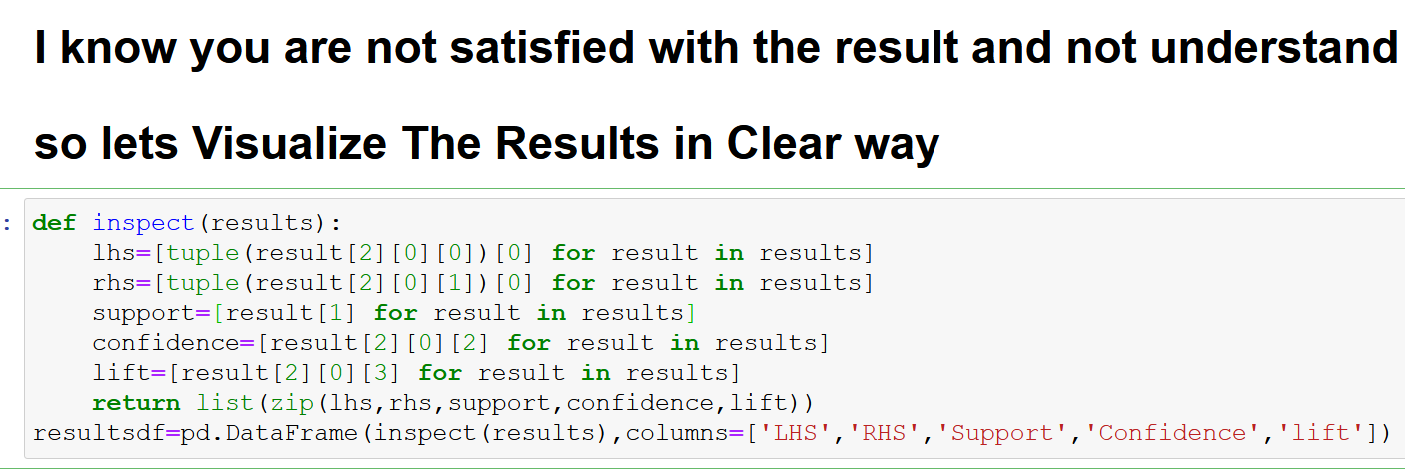 I know you are not satisfied with the result and not understand
so lets Visualize The Results in Clear way
: def inspect(results):
    lhs=[tuple(result[2][0][0])[0] for result in results]
    rhs=[tuple(result[2][0][1])[0] for result in results]
    support=[result[1] for result in results]
    confidence=[result[2][0][2] for result in results]
    lift=[result[2][0][3] for result in results]
    return list(zip(lhs,rhs,support,confidence,lift))
resultsdf=pd.DataFrame(inspect(results),columns=['LHS','RHS','Support','Confidence','lift'])